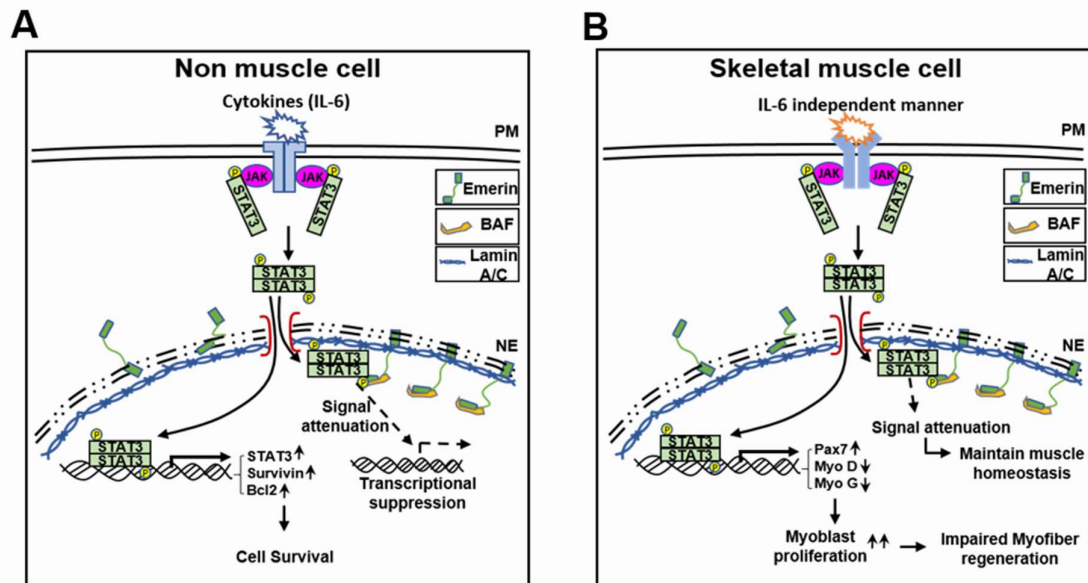 A
Non muscle cell
Cytokines (IL-6)
PM
P
JAK
JAK
P
STAT3
STAT3
Emerin
BAF
Lamin
A/C
P
STAT3
STAT3
P
NE
P
STAT3
STAT3
P
Signal
attenuation
Transcriptional
suppression
P
STAT3
STAT3
P
STAT3
Survivin
Bcl2
Cell Survival
B
Skeletal muscle cell
IL-6 independent manner
PM
P
JAK
JAK
P
STAT3
STAT3
Emerin
BAF
Lamin
A/C
P
STAT3
STAT3
P
NE
P
STAT3
STAT3
P
Signal attenuation
Maintain muscle
homeostasis
P
STAT3
STAT3
P
Pax7
Myo D
Myo G
Myoblast
proliferation
Impaired Myofiber
regeneration